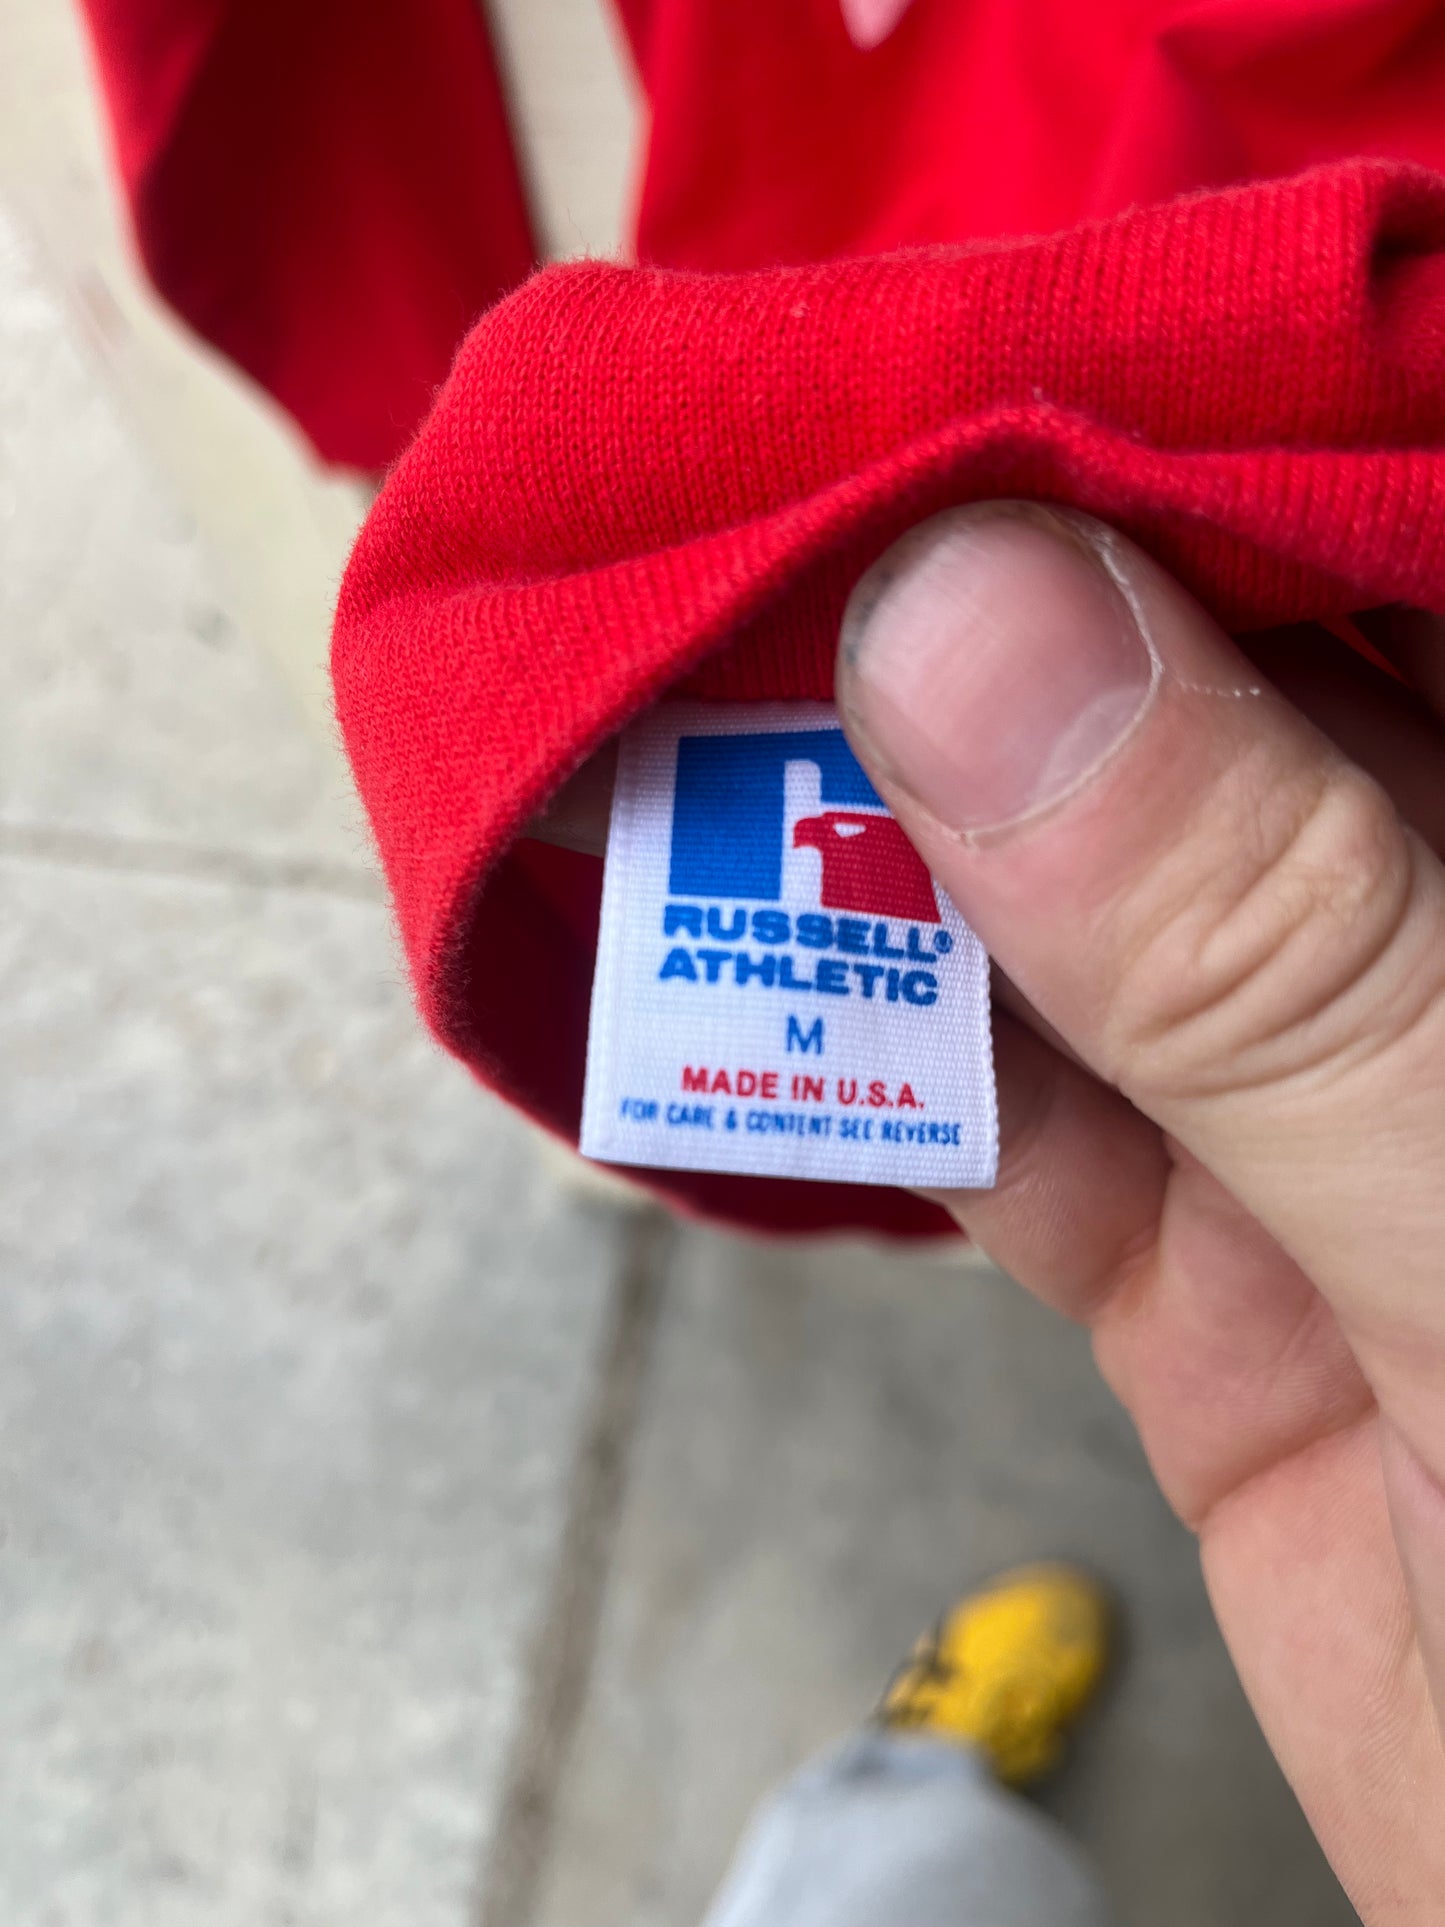 RUSSELL®
ATHLETIC
M
MADE IN U.S.A.
FOR CARE & CONTENT SEE REVERSE